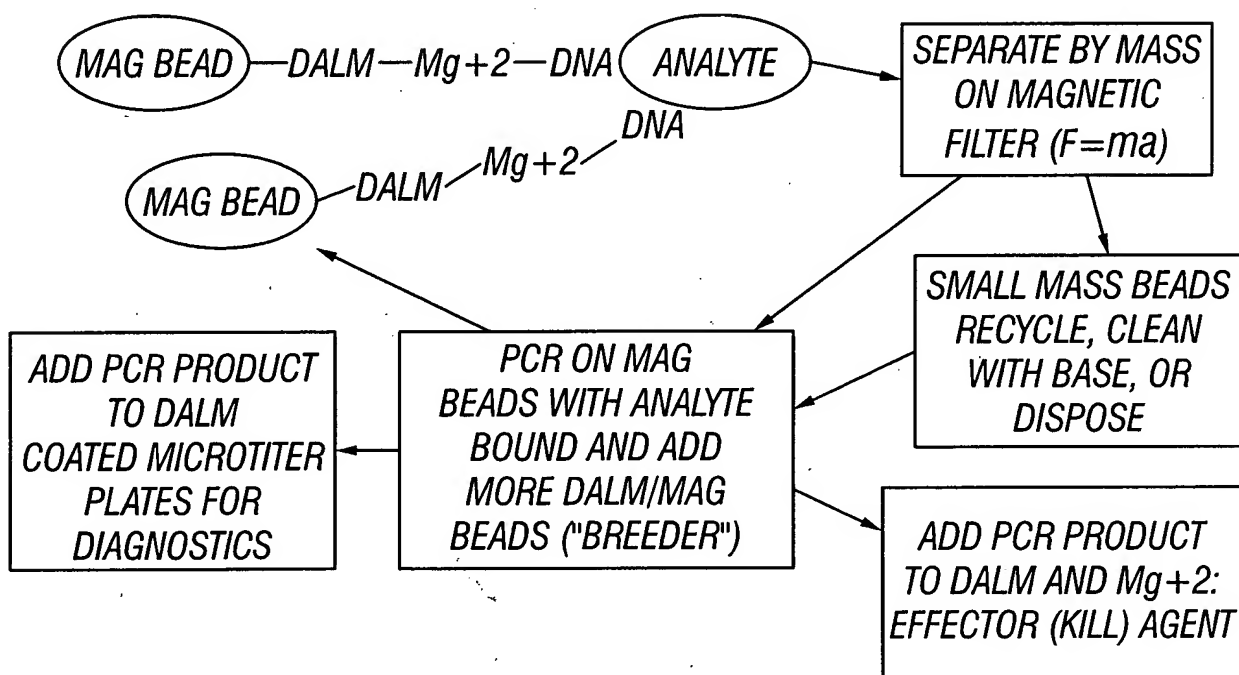 MAG BEAD—DALM—Mg+2—DNA ANALYTE
MAG BEAD DALM Mg+2 DNA
SEPARATE BY MASS
ON MAGNETIC
FILTER (F=ma)
SMALL MASS BEADS
RECYCLE, CLEAN
WITH BASE, OR
DISPOSE
PCR ON MAG
BEADS WITH ANALYTE
BOUND AND ADD
MORE DALM/MAG
BEADS ("BREEDER")
ADD PCR PRODUCT
TO DALM
COATED MICROTITER
PLATES FOR
DIAGNOSTICS
ADD PCR PRODUCT
TO DALM AND Mg+2:
EFFECTOR (KILL) AGENT